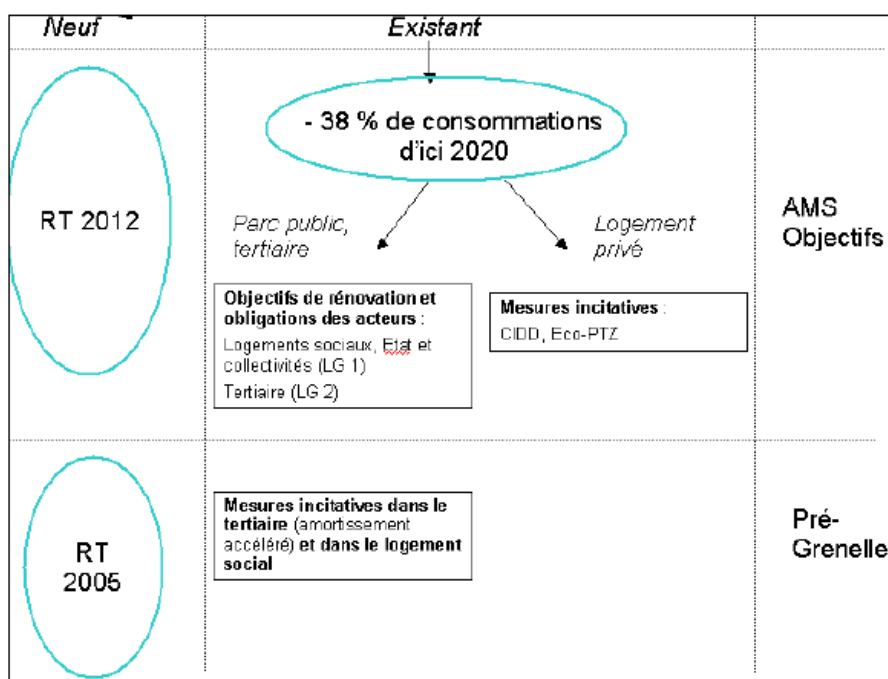 Neuf
Existant
- 38 % de consommations
d'ici 2020
RT 2012
Parc public,
tertiaire
Logement
privé
AMS
Objectifs
Objectifs de rénovation et
obligations des acteurs :
Logements sociaux, Etat et
collectivités (LG 1)
Tertiaire (LG 2)
Mesures incitatives :
CIDD, Eco-PTZ
RT
2005
Mesures incitatives dans le
tertiaire (amortissement
accéléré) et dans le logement
social
Pré-
Grenelle